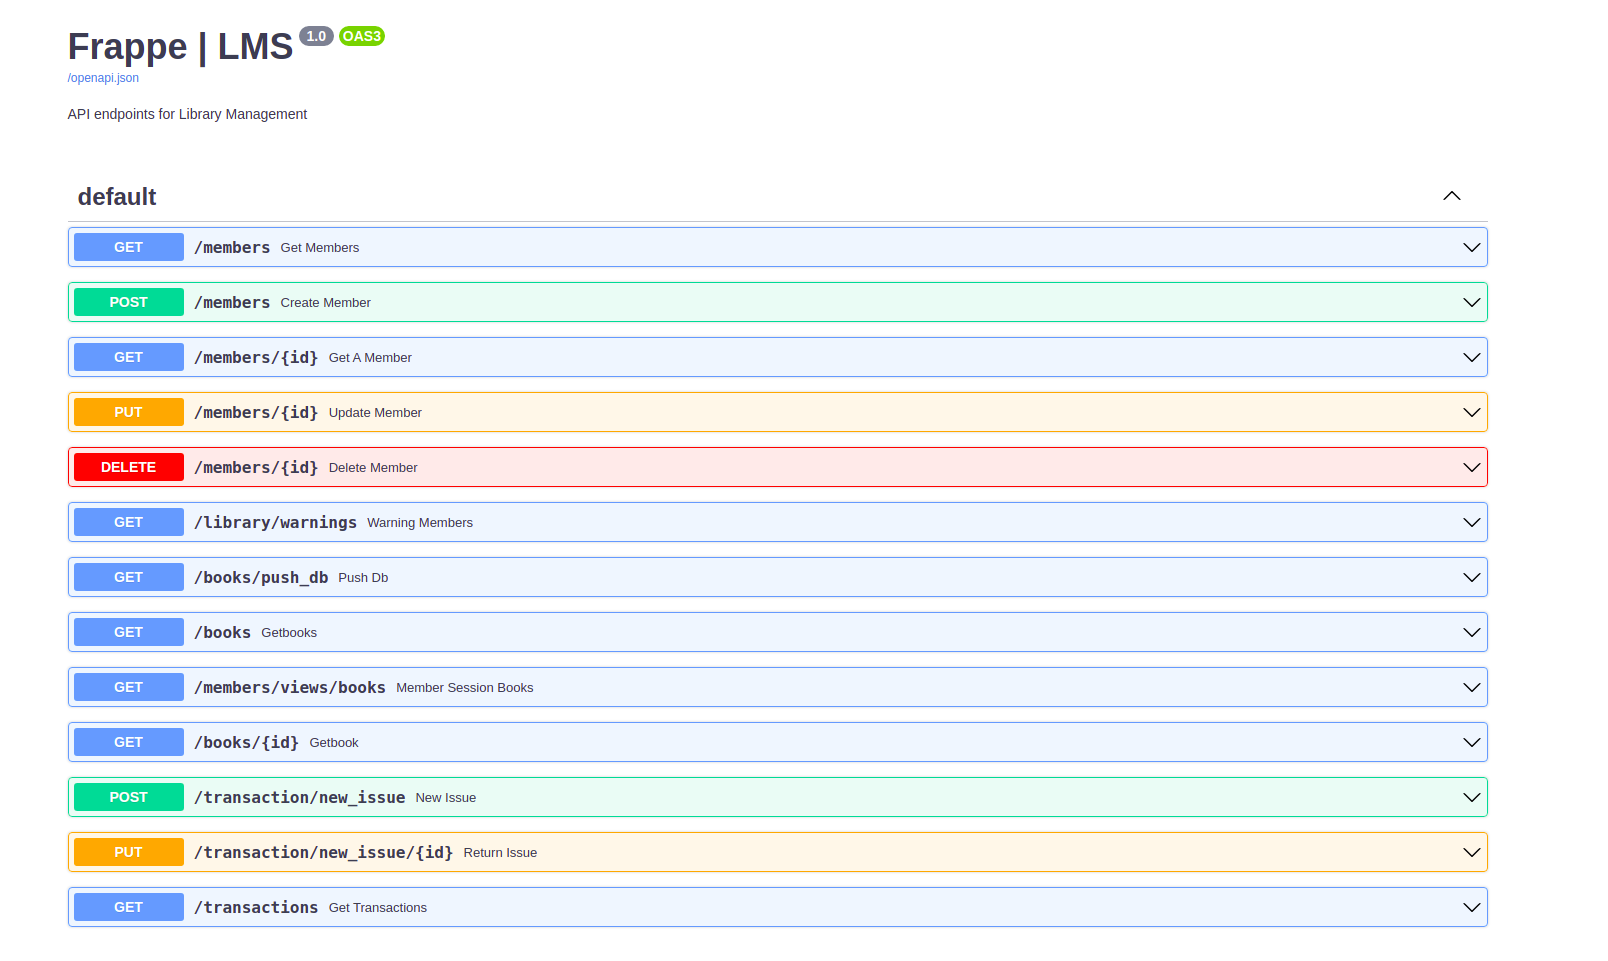 Frappe | LMS 1.0 OAS3
/openapi.json
API endpoints for Library Management
default
GET /members Get Members
POST /members Create Member
GET /members/{id} Get A Member
PUT /members/{id} Update Member
DELETE /members/{id} Delete Member
GET /library/warnings Warning Members
GET /books/push_db Push Db
GET /books Getbooks
GET /members/views/books Member Session Books
GET /books/{id} Getbook
POST /transaction/new_issue New Issue
PUT /transaction/new_issue/{id} Return Issue
GET /transactions Get Transactions